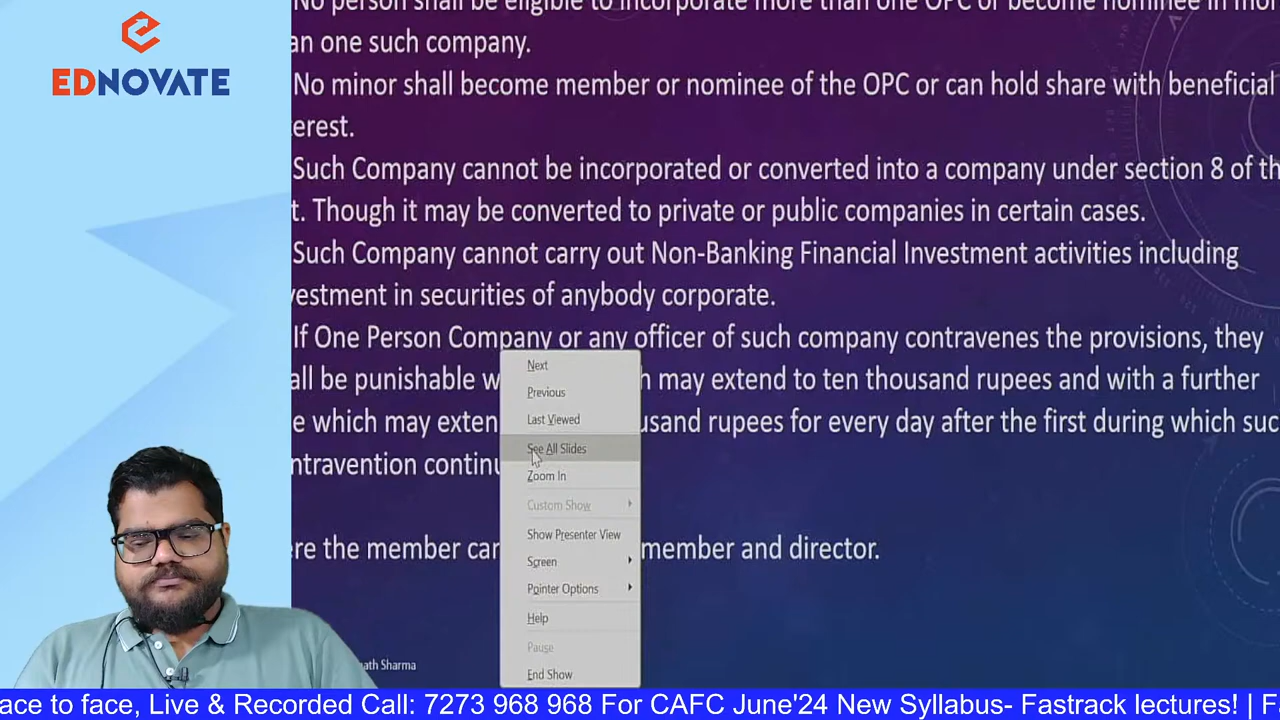 EDNOVATE
No person shall be eligible to incorporate more than one OPC or become nominee in mor
an one such company.
No minor shall become member or nominee of the OPC or can hold share with beneficial
erest.
Such Company cannot be incorporated or converted into a company under section 8 of th
t. Though it may be converted to private or public companies in certain cases.
Such Company cannot carry out Non-Banking Financial Investment activities including
vestment in securities of anybody corporate.
If One Person Company or any officer of such company contravenes the provisions, they
all be punishable w h may extend to ten thousand rupees and with a further
e which may exten usand rupees for every day after the first during which suc
ntravention continu
ere the member can member and director.
Next
Previous
Last Viewed
See All Slides
Zoom In
Custom Show
Show Presenter View
Screen
Pointer Options
Help
Pause
End Show
ath Sharma
ace to face, Live & Recorded Call: 7273 968 968 For CAFC June'24 New Syllabus- Fastrack lectures! | Fa